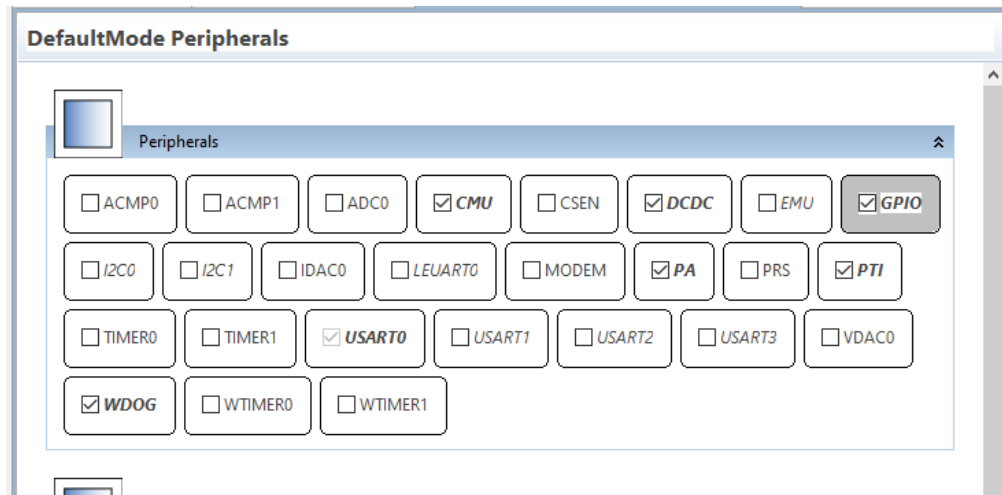 DefaultMode Peripherals
Peripherals
ACMP0 ACMP1 ADC0 CMU CSEN DCDC EMU GPIO
I2C0 I2C1 IDAC0 LEUART0 MODEM PA PRS PTI
TIMER0 TIMER1 USART0 USART1 USART2 USART3 VDAC0
WDOG WTIMER0 WTIMER1